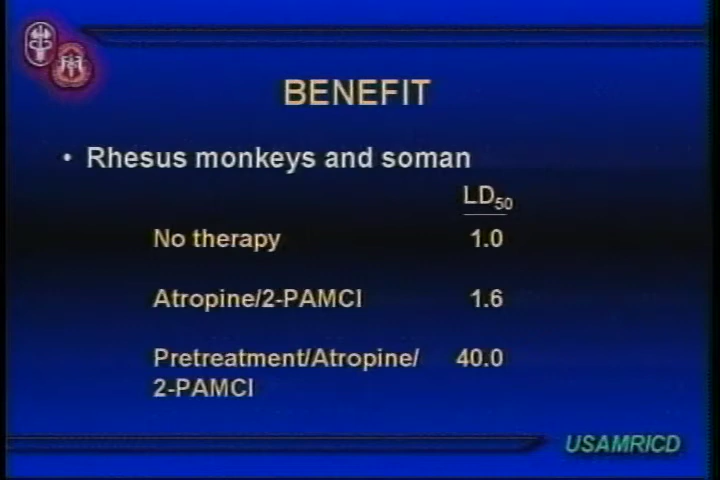 BENEFIT
• Rhesus monkeys and soman
LD50
No therapy 1.0
Atropine/2-PAMCl 1.6
Pretreatment/Atropine/ 40.0
2-PAMCl
USAMRICD